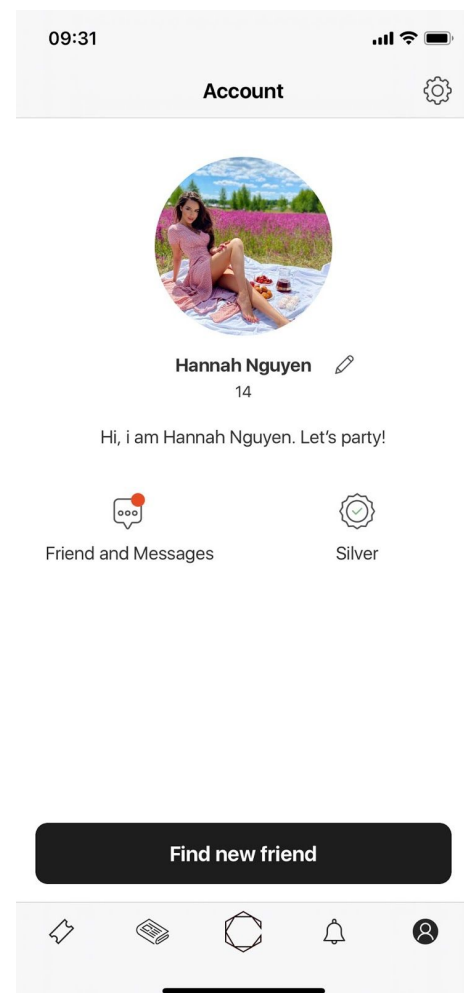 09:31
Account
Hannah Nguyen
14
Hi, i am Hannah Nguyen. Let's party!
Friend and Messages
Silver
Find new friend